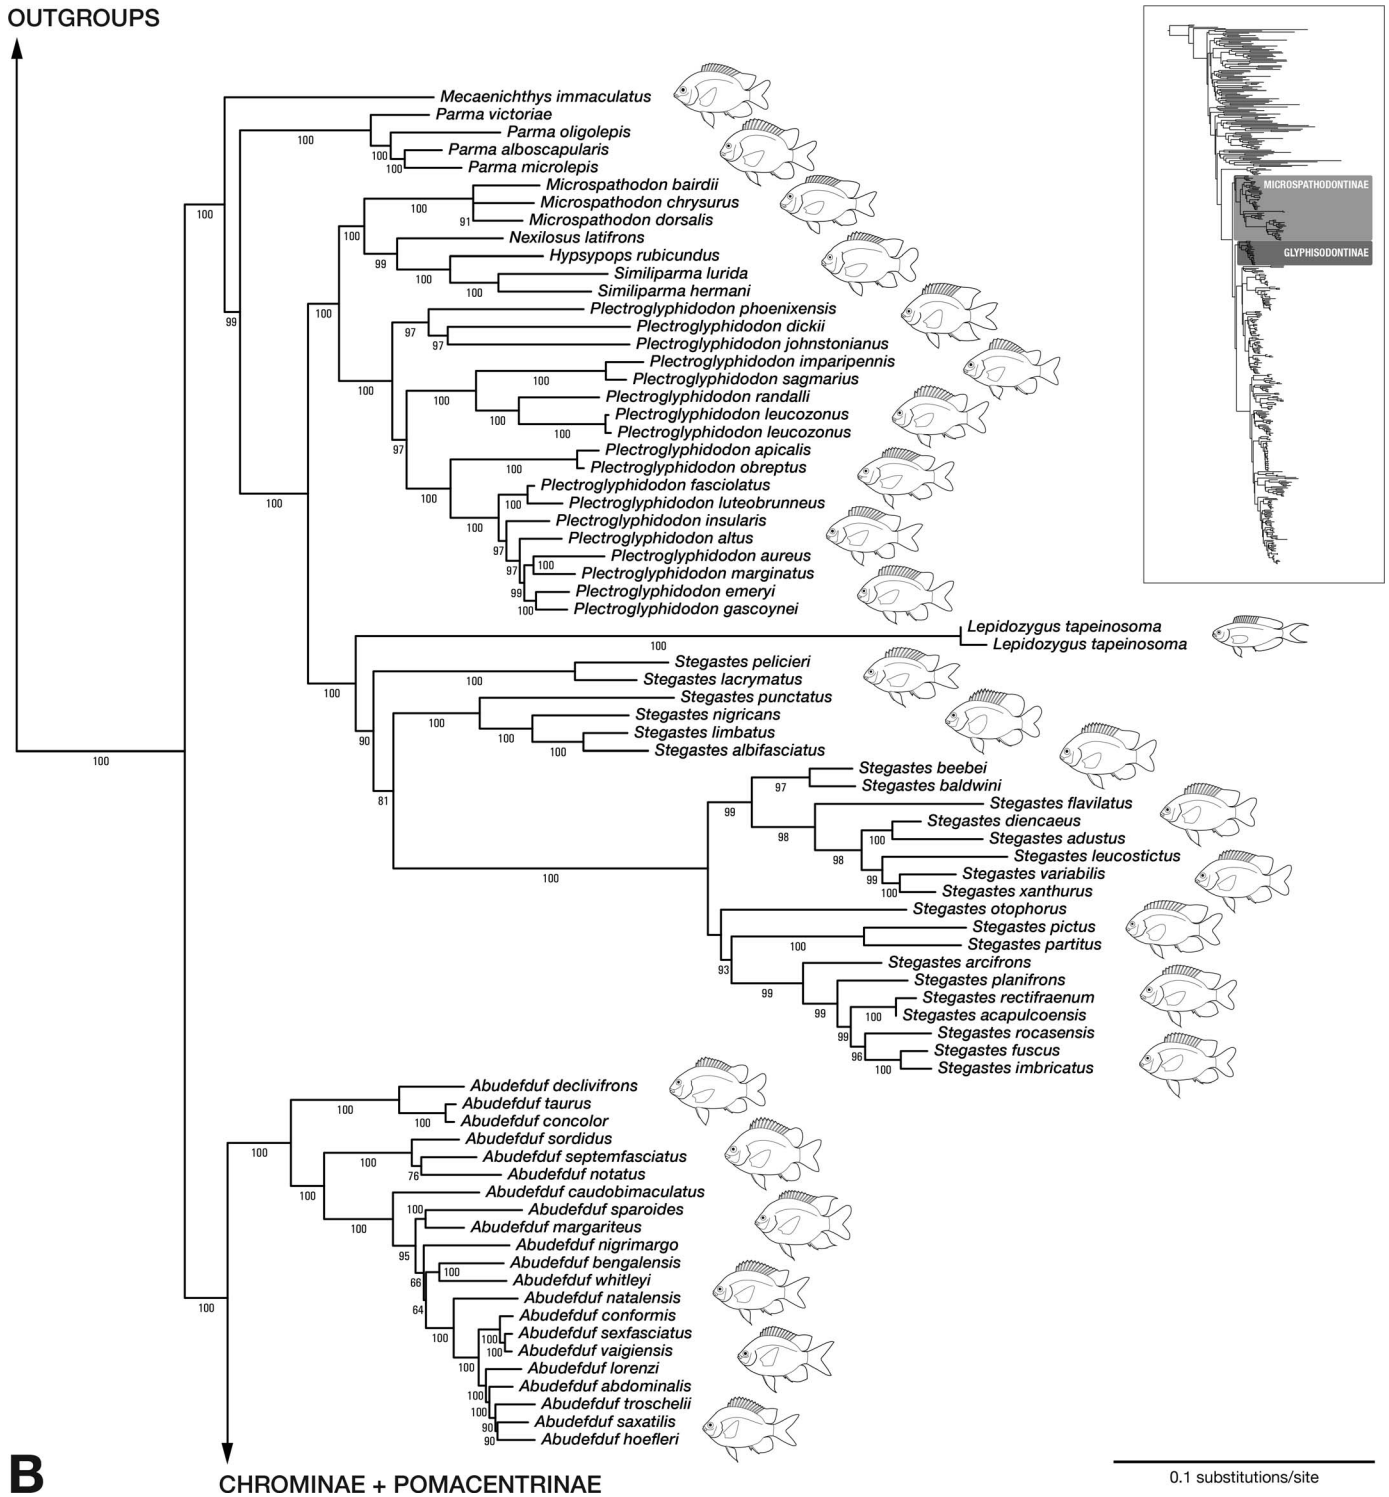 OUTGROUPS
Mecaenichthys immaculatus
Parma victoriae
100
Parma oligolepis
Parma alboscapularis
100
Parma microlepis
100
Microspathodon bairdii
Microspathodon chrysurus
100
100
Microspathodon dorsalis
91
Nexilosus latifrons
100
Hypsypops rubicundus
99
Similiparma lurida
100
Similiparma hermani
100
Plectroglyphidodon phoenixensis
100
99
Plectroglyphidodon dickii
97
Plectroglyphidodon johnstonianus
97
Plectroglyphidodon imparipennis
Plectroglyphidodon sagmarius
100
100
Plectroglyphidodon randalli
100
Plectroglyphidodon leucozonus
100
Plectroglyphidodon leucozonus
100
97
Plectroglyphidodon apicalis
Plectroglyphidodon obreptus
100
Plectroglyphidodon fasciolatus
100
Plectroglyphidodon luteobrunneus
100
100
Plectroglyphidodon insularis
100
Plectroglyphidodon altus
97
Plectroglyphidodon aureus
100
97
Plectroglyphidodon marginatus
Plectroglyphidodon emeryi
99
Plectroglyphidodon gascoynei
100
Lepidozygus tapeinosoma
Lepidozygus tapeinosoma
100
Stegastes pelicieri
Stegastes lacrymatus
100
100
Stegastes punctatus
Stegastes nigricans
100
Stegastes limbatus
100
90
Stegastes albifasciatus
100
100
Stegastes beebei
Stegastes baldwini
97
81
Stegastes flavilatus
99
Stegastes diencaeus
98
Stegastes adustus
100
Stegastes leucostictus
98
Stegastes variabilis
99
100
Stegastes xanthurus
100
Stegastes otophorus
Stegastes pictus
Stegastes partitus
100
Stegastes arcifrons
93
Stegastes planifrons
99
Stegastes rectifraenum
Stegastes acapulcoensis
99
100
Stegastes rocasensis
99
Stegastes fuscus
96
Stegastes imbricatus
100
Abudefduf declivifrons
Abudefduf taurus
100
Abudefduf concolor
100
Abudefduf sordidus
100
Abudefduf septemfasciatus
100
Abudefduf notatus
76
Abudefduf caudobimaculatus
100
Abudefduf sparoides
100
Abudefduf margariteus
100
Abudefduf nigrimargo
95
Abudefduf bengalensis
100
Abudefduf whitleyi
66
Abudefduf natalensis
100
64
Abudefduf conformis
Abudefduf sexfasciatus
100
100
Abudefduf vaigiensis
100
Abudefduf lorenzi
100
Abudefduf abdominalis
100
Abudefduf troschelii
100
Abudefduf saxatilis
90
Abudefduf hoefleri
90
CHROMINAE + POMACENTRINAE
B
0.1 substitutions/site
MICROSPATHODONTINAE
GLYPHISODONTINAE